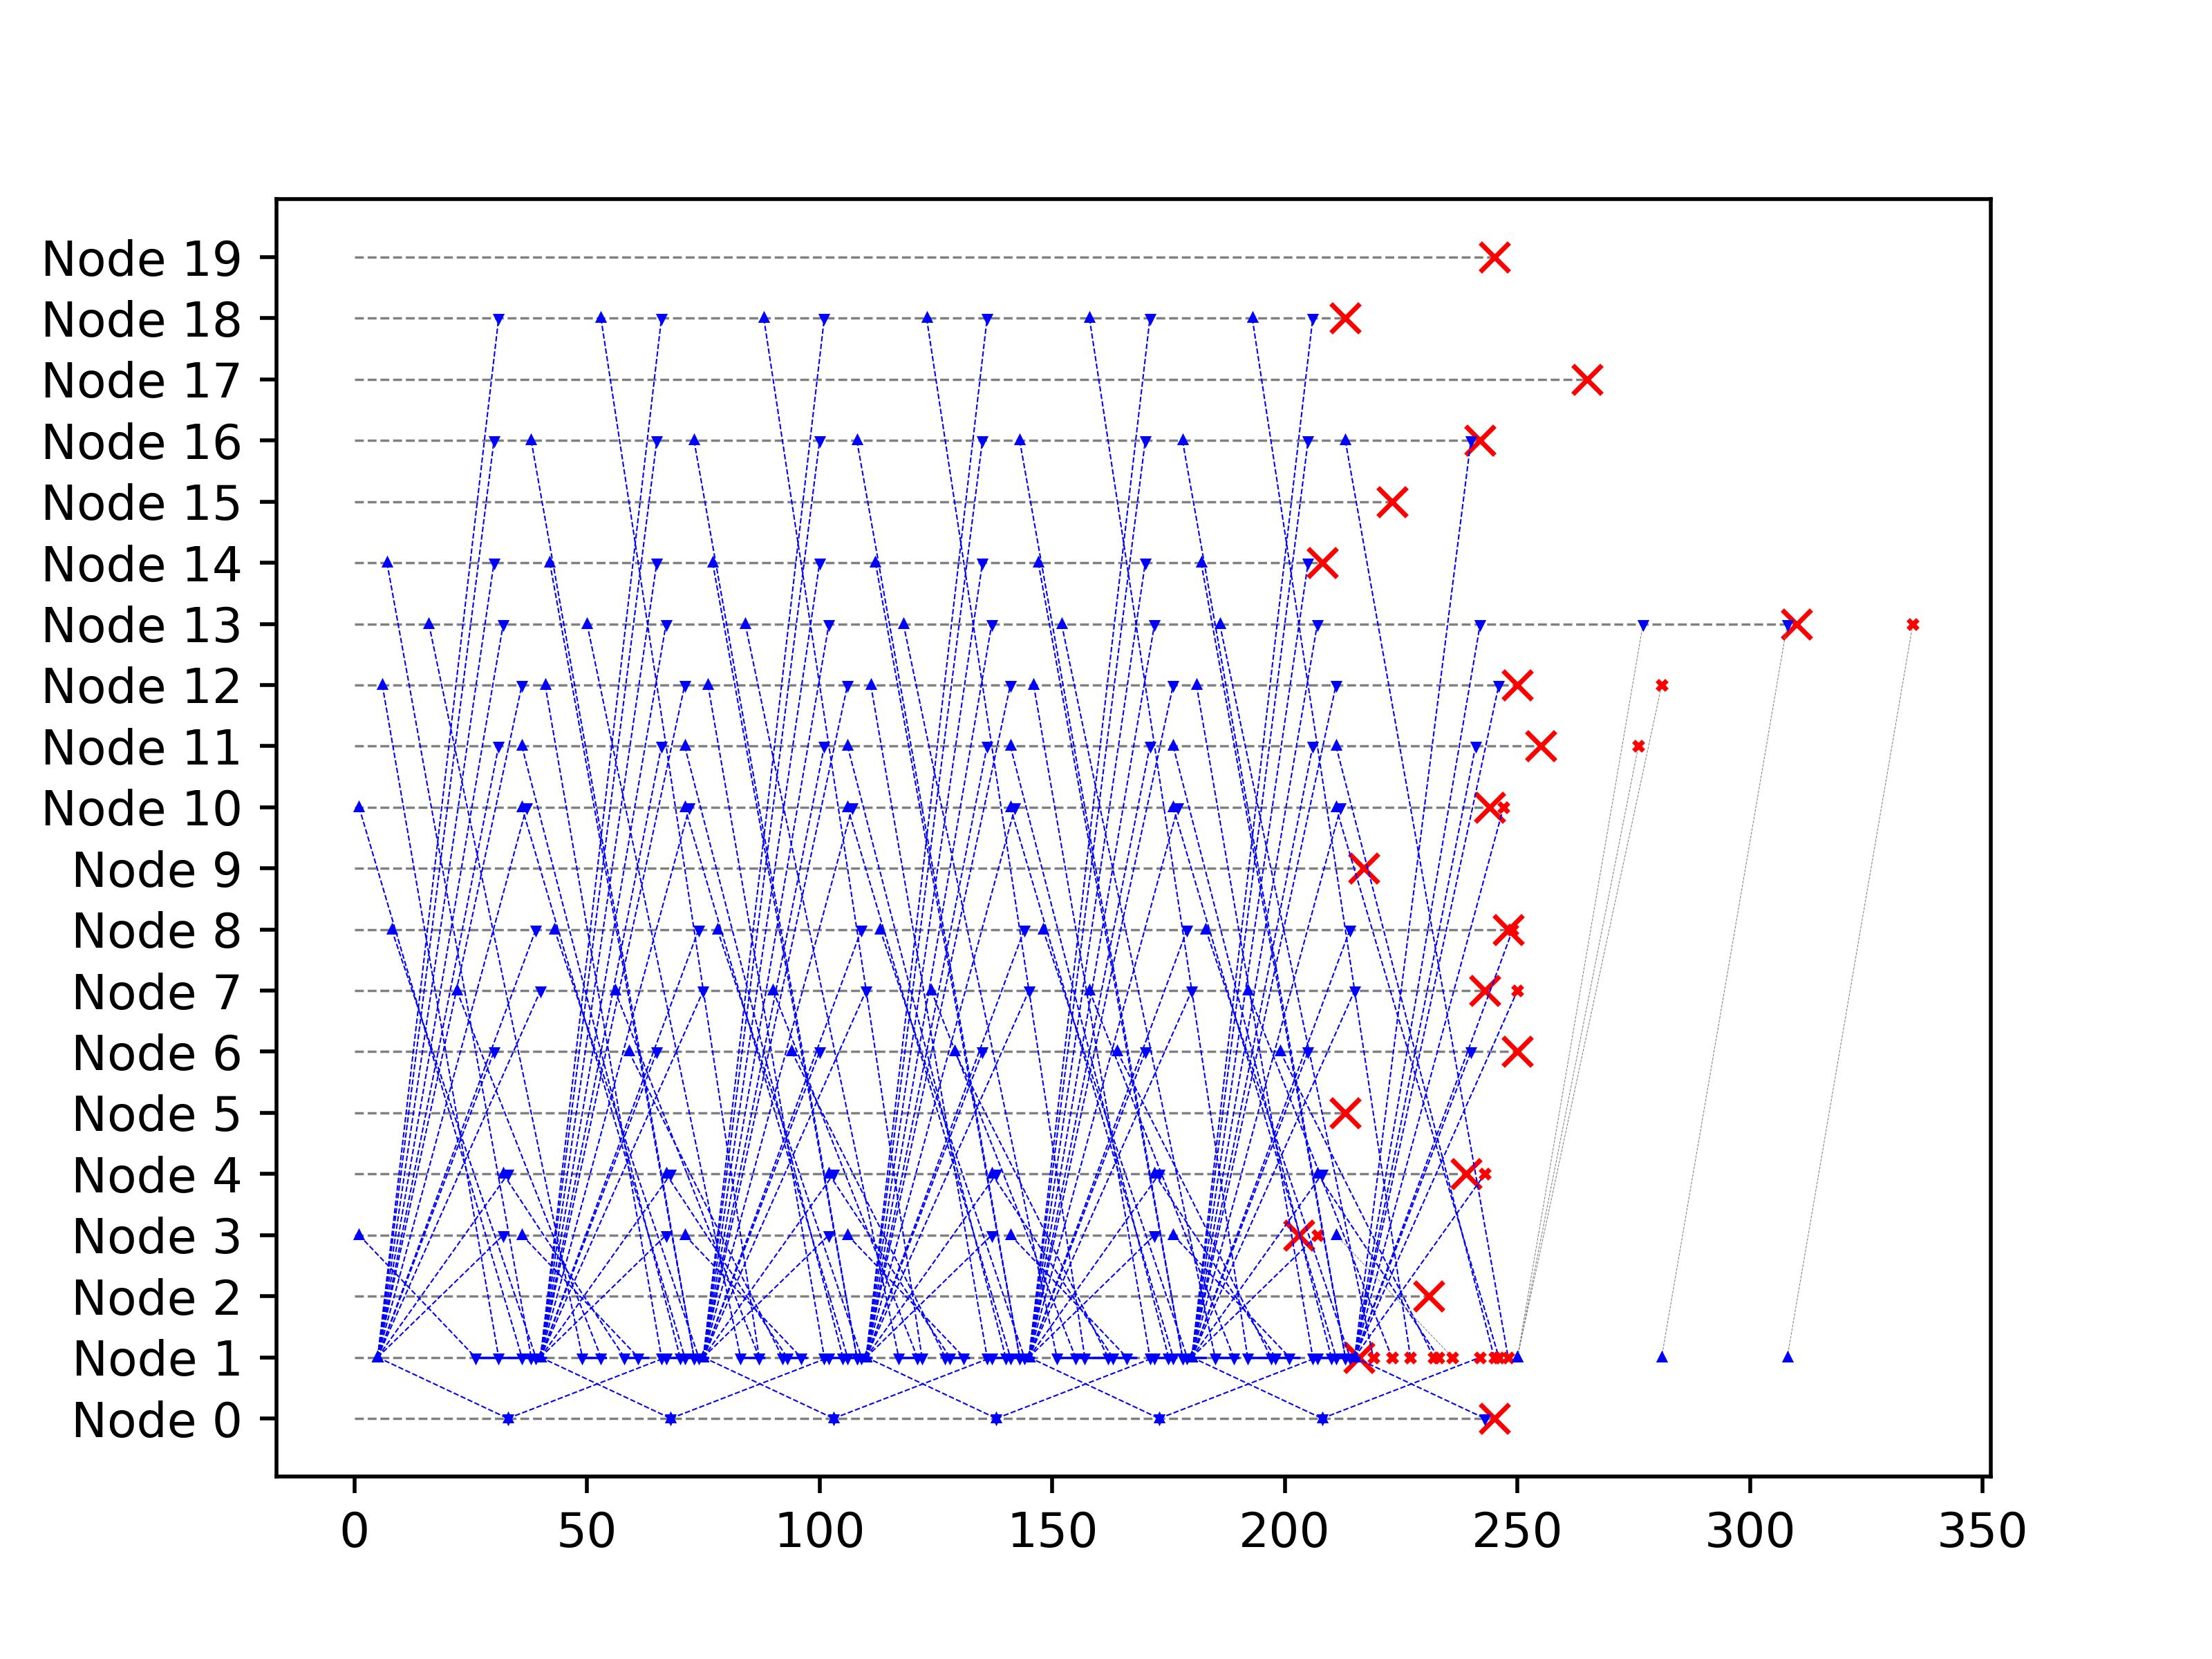 Node 19
Node 18
Node 17
Node 16
Node 15
Node 14
Node 13
Node 12
Node 11
Node 10
Node 9
Node 8
Node 7
Node 6
Node 5
Node 4
Node 3
Node 2
Node 1
Node 0
0 50 100 150 200 250 300 350